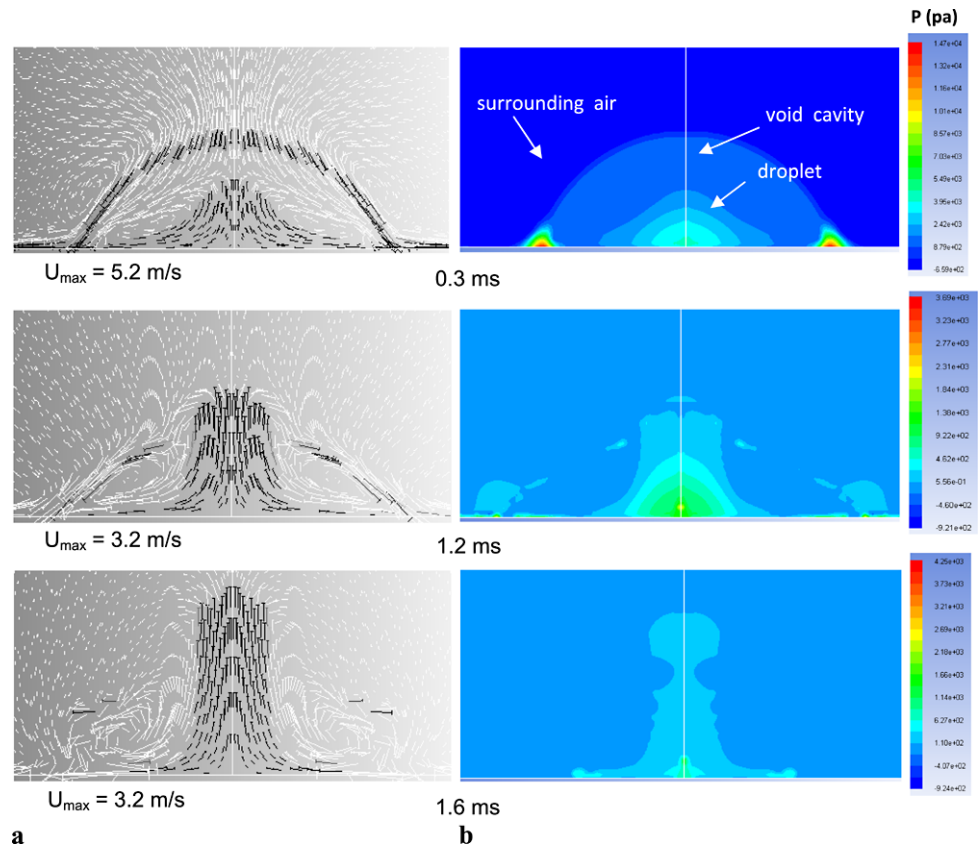 P (pa)
1.47e+04
1.32e+04
1.16e+04
1.01e+04
8.57e+03
7.03e+03
5.49e+03
3.95e+03
2.42e+03
8.79e+02
-6.59e+02
surrounding air
void cavity
droplet
Umax = 5.2 m/s
0.3 ms
3.69e+03
3.23e+03
2.77e+03
2.31e+03
1.84e+03
1.38e+03
9.22e+02
4.62e+02
5.56e-01
-4.60e+02
-9.21e+02
Umax = 3.2 m/s
1.2 ms
4.25e+03
3.73e+03
3.21e+03
2.69e+03
2.18e+03
1.66e+03
1.14e+03
6.27e+02
1.10e+02
-4.07e+02
-9.24e+02
Umax = 3.2 m/s
1.6 ms
a
b